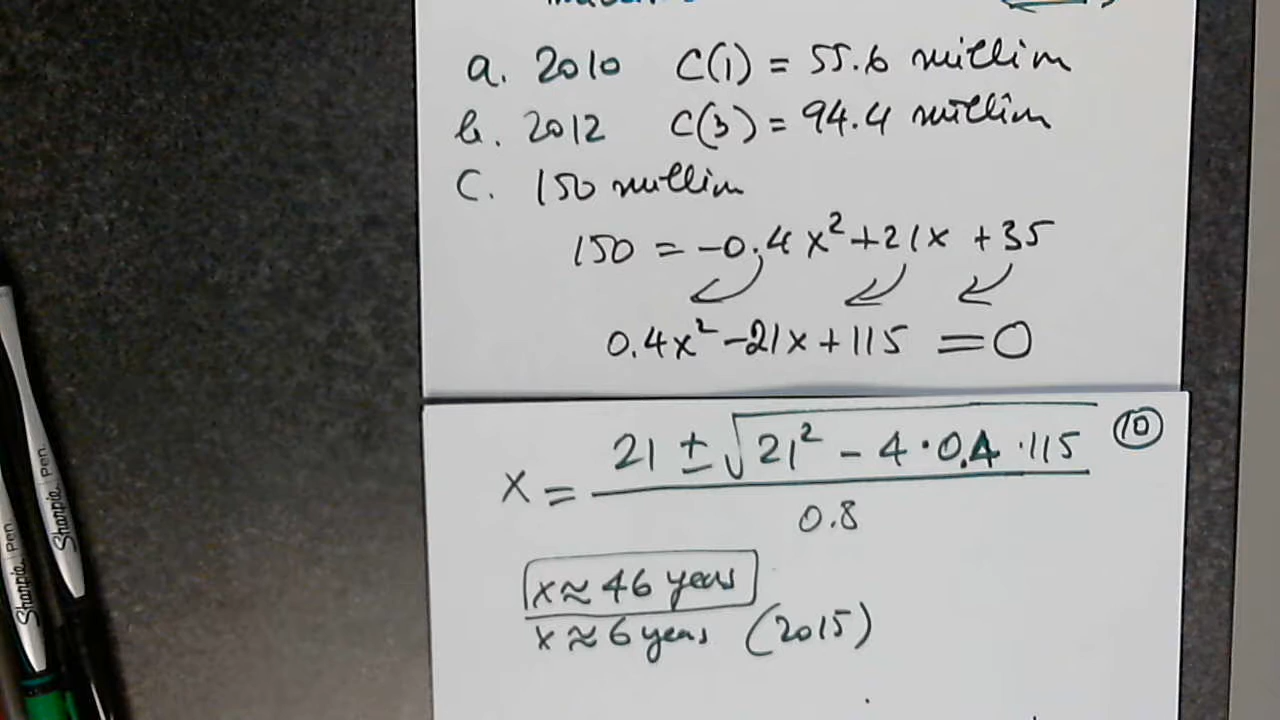 a. 2010 C(1) = 55.6 million
b. 2012 C(3) = 94.4 million
C. 150 million
150 = -0.4x² + 21x + 35
0.4x² - 21x + 115 = 0
10
x = 21 ± √21² - 4 · 0.4 · 115
0.8
x ≈ 46 years
x ≈ 6 years (2015)
Sharpie Pen
Sharpie Pen